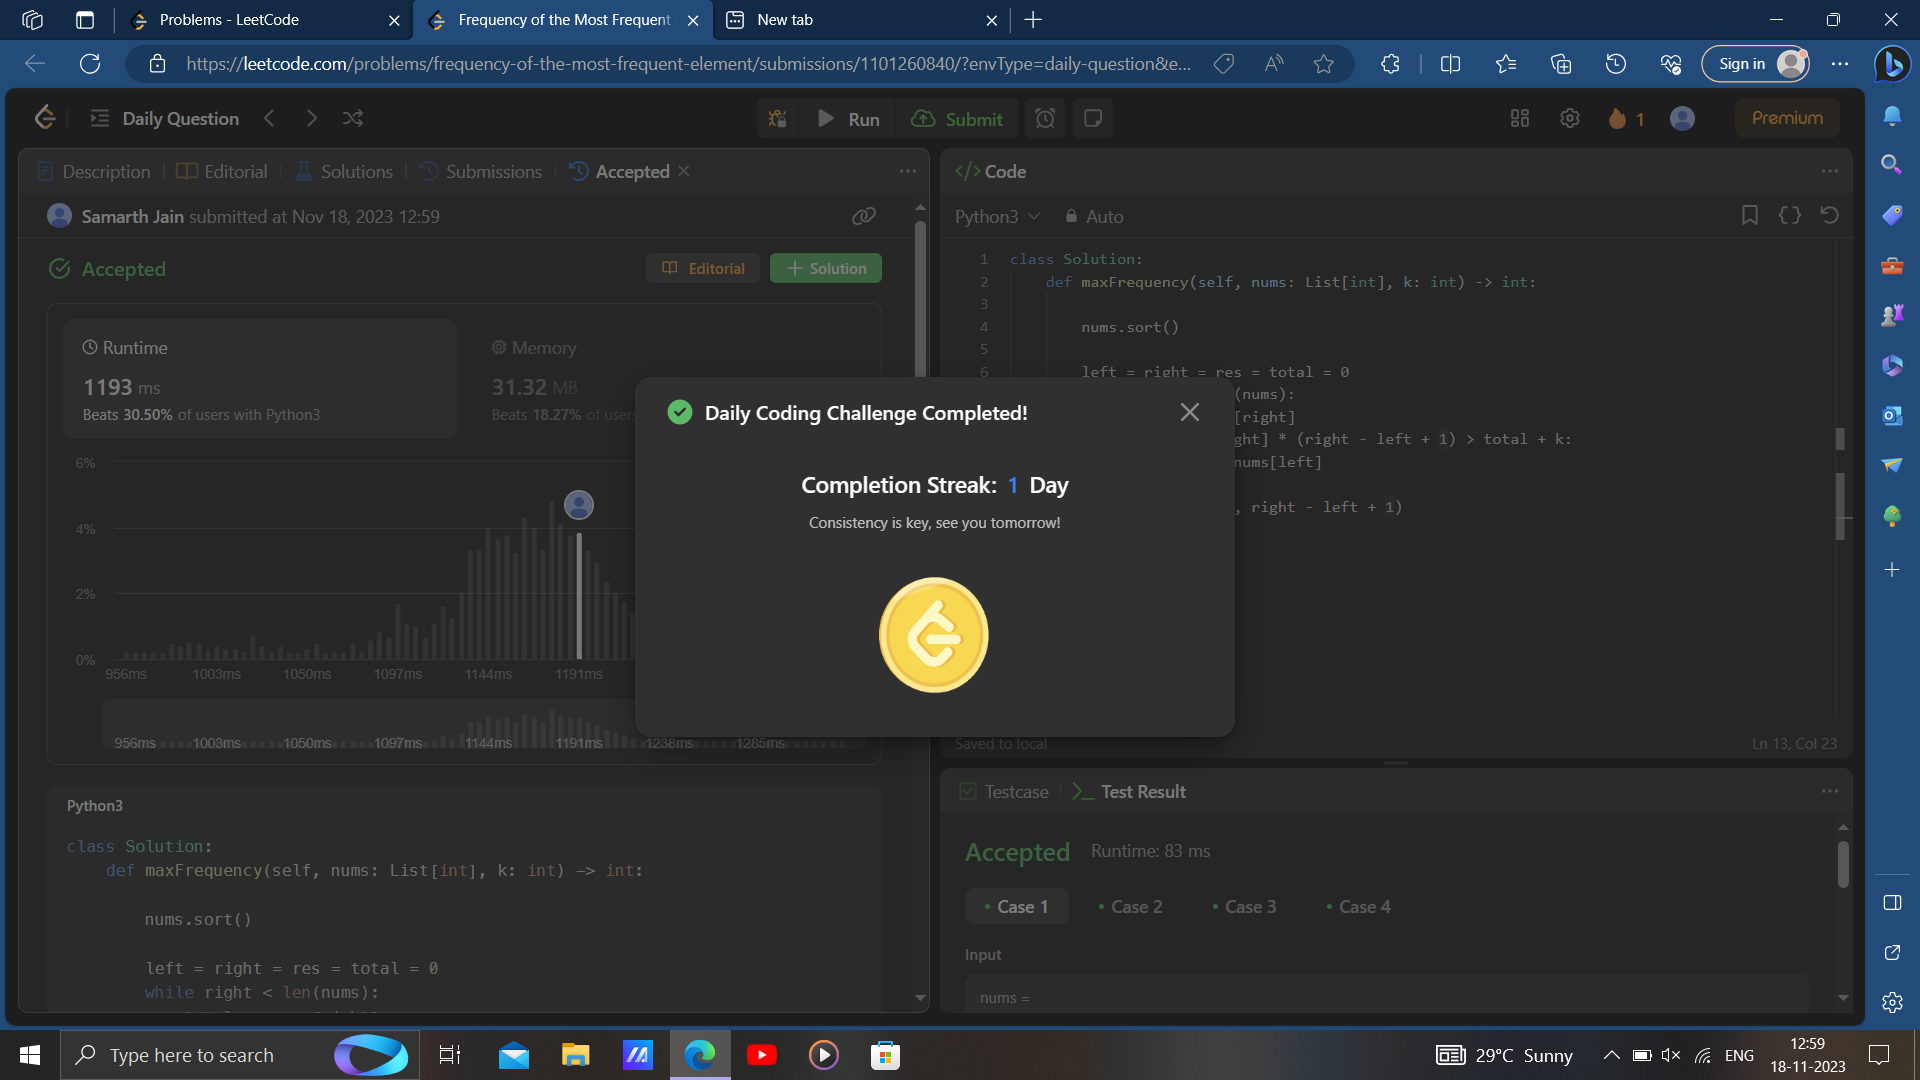 Problems - LeetCode
Frequency of the Most Frequent
New tab
https://leetcode.com/problems/frequency-of-the-most-frequent-element/submissions/1101260840/?envType=daily-question&e...
Sign in
Daily Question
Run
Submit
1
Premium
Description
Editorial
Solutions
Submissions
Accepted
Samarth Jain submitted at Nov 18, 2023 12:59
Accepted
Editorial
Solution
Runtime
1193 ms
Beats 30.50% of users with Python3
Memory
31.32 MB
Beats 18.27% of users
6%
4%
2%
0%
956ms 1003ms 1050ms 1097ms 1144ms 1191ms
956ms 1003ms 1050ms 1097ms 1144ms 1191ms 1238ms 1285ms
Python3
class Solution:
def maxFrequency(self, nums: List[int], k: int) -> int:
nums.sort()
left = right = res = total = 0
while right < len(nums):
Daily Coding Challenge Completed!
Completion Streak: 1 Day
Consistency is key, see you tomorrow!
Code
Python3
Auto
1 class Solution:
2 def maxFrequency(self, nums: List[int], k: int) -> int:
3
4 nums.sort()
5
6 left = right = res = total = 0
(nums):
[right]
ght] * (right - left + 1) > total + k:
nums[left]
, right - left + 1)
Saved to local
Ln 13, Col 23
Testcase
Test Result
Accepted Runtime: 83 ms
Case 1
Case 2
Case 3
Case 4
Input
nums =
Type here to search
29°C Sunny
ENG
12:59
18-11-2023